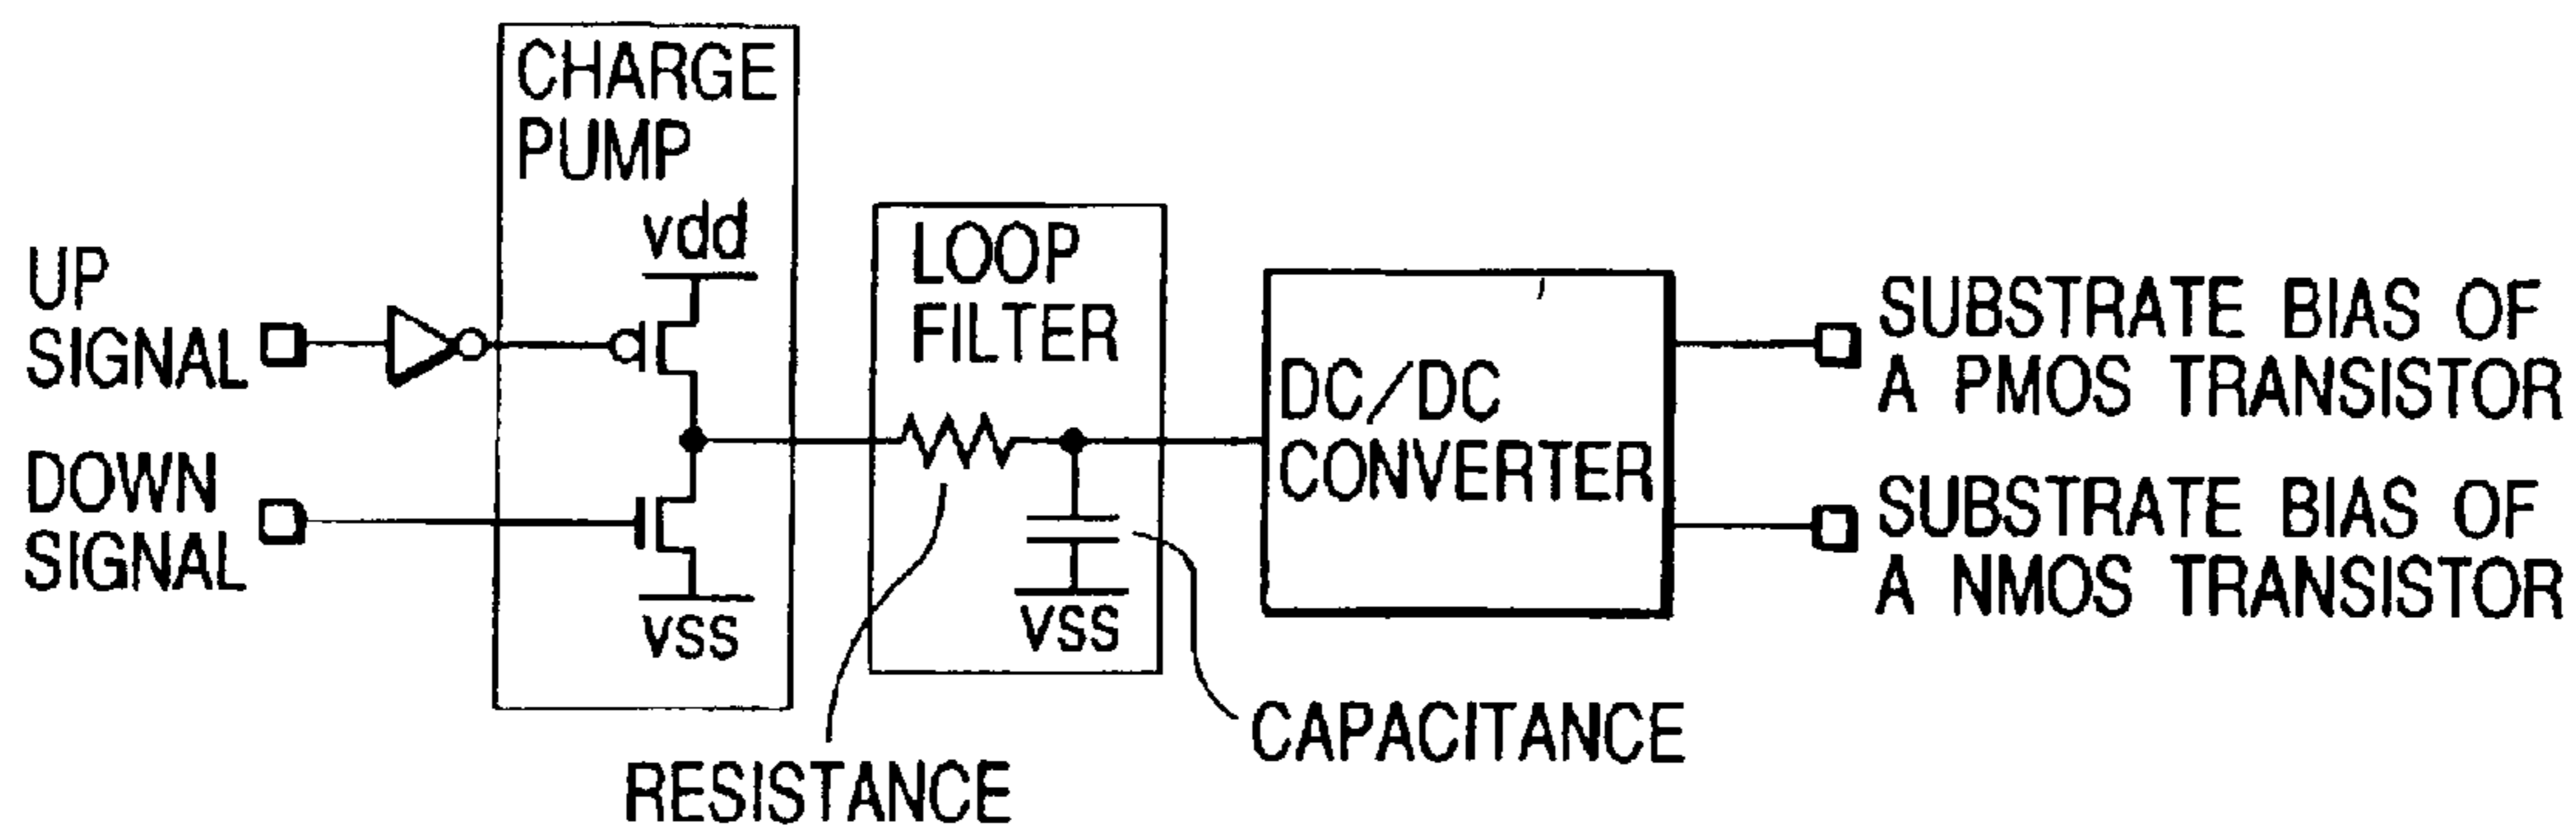 CHARGE
PUMP
vdd
UP
SIGNAL
DOWN
SIGNAL
vss
LOOP
FILTER
vss
DC/DC
CONVERTER
SUBSTRATE BIAS OF
A PMOS TRANSISTOR
SUBSTRATE BIAS OF
A NMOS TRANSISTOR
RESISTANCE
CAPACITANCE